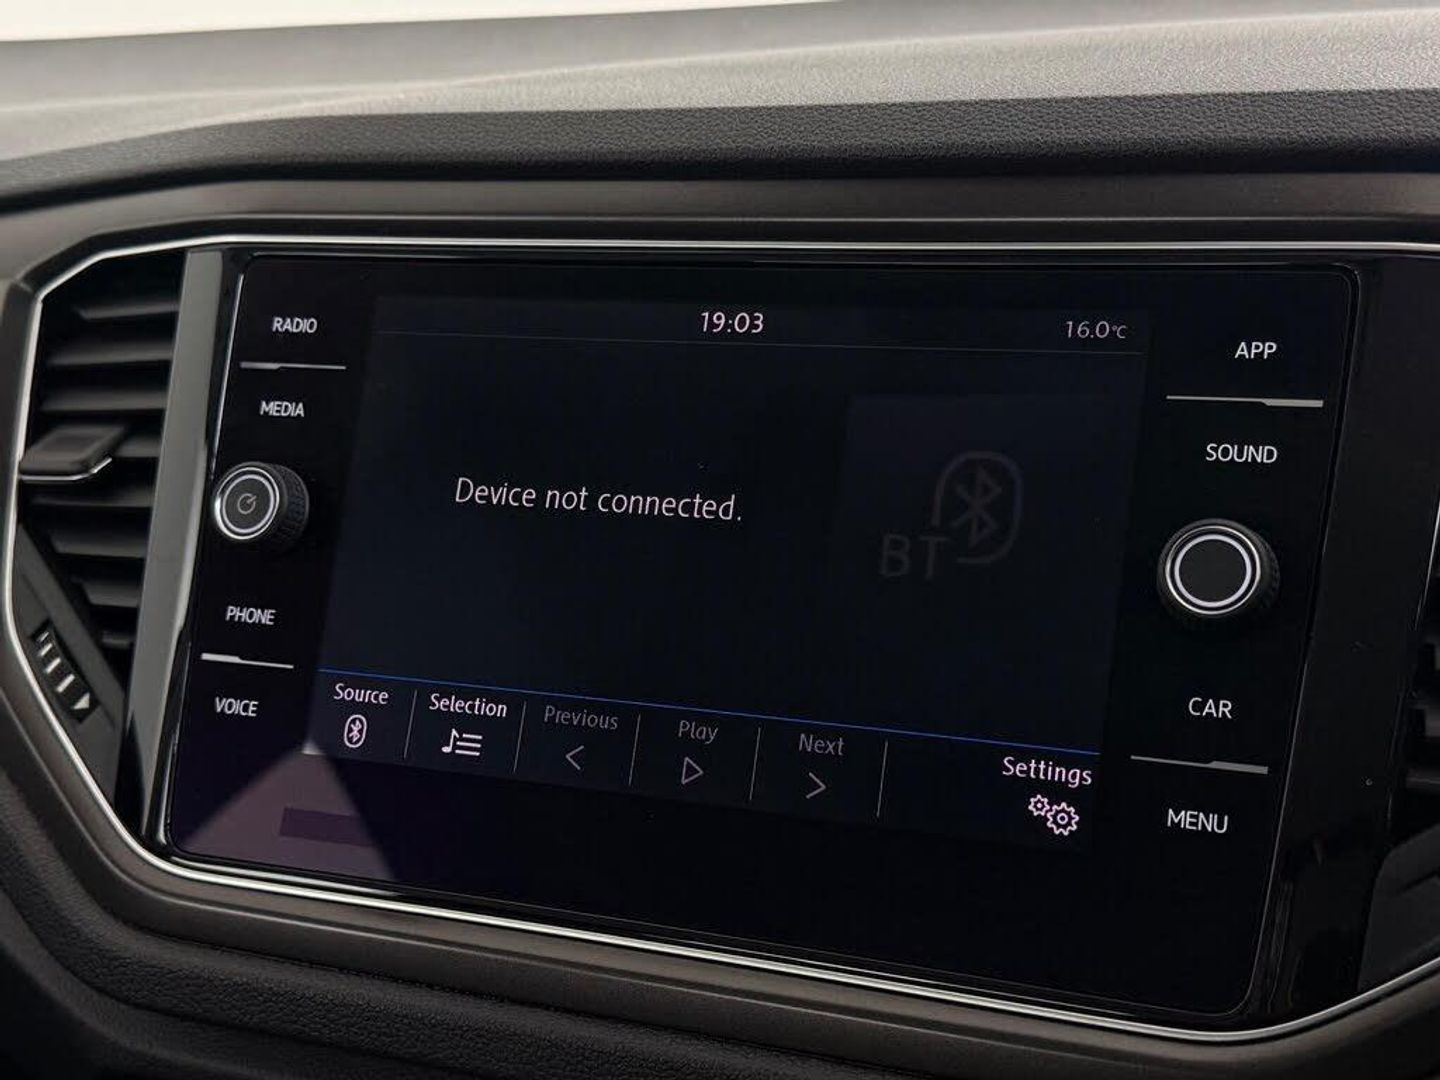 19:03
16.0°C
RADIO
MEDIA
PHONE
VOICE
Device not connected.
BT
APP
SOUND
CAR
MENU
Source
Selection
Previous
Play
Next
Settings